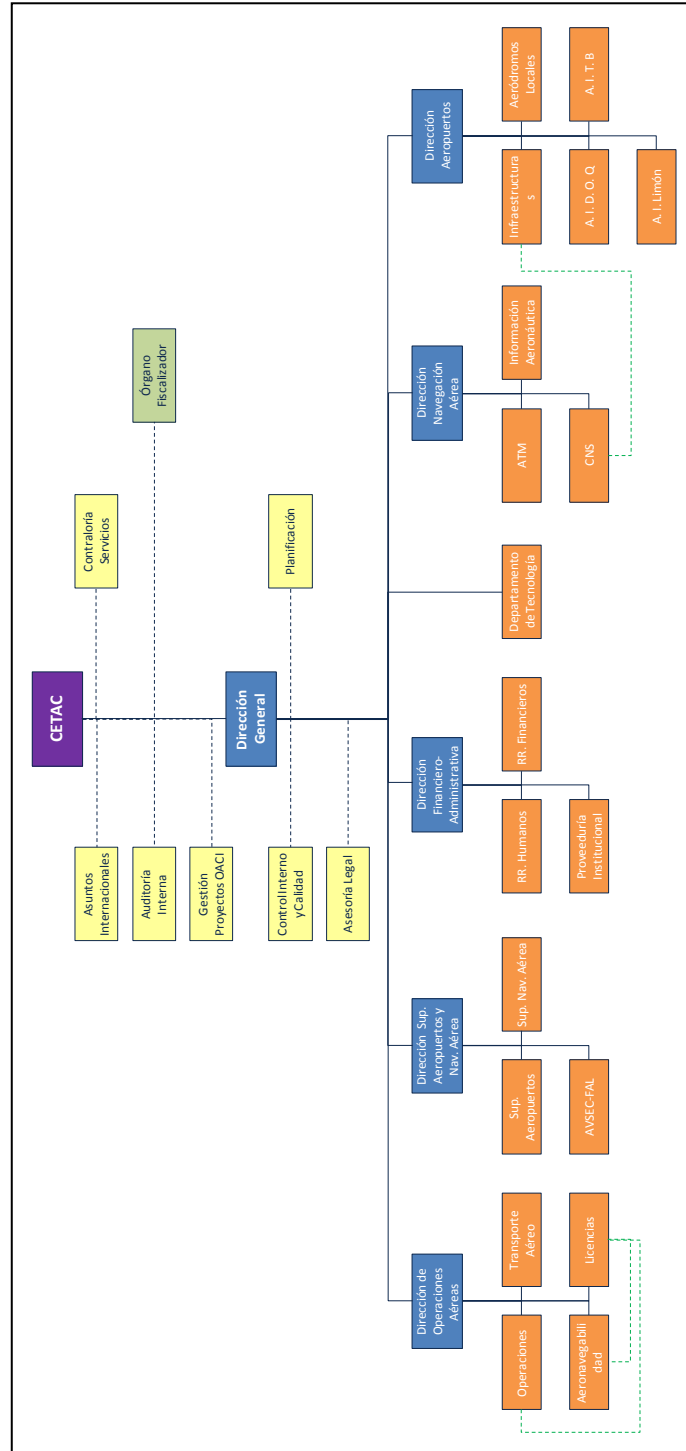 CETAC
Asuntos
Internacionales
Contraloría
Servicios
Auditoría
Interna
Órgano
Fiscalizador
Gestión
Proyectos OACI
Dirección
General
Control Interno
y Calidad
Planificación
Asesoría Legal
Dirección de
Operaciones
Aéreas
Dirección Sup.
Aeropuertos y
Nav. Aérea
Dirección
Financiero-
Administrativa
Dirección
Navegación
Aérea
Dirección
Aeropuertos
Operaciones
Transporte
Aéreo
Sup.
Aeropuertos
Sup. Nav. Aérea
RR. Humanos
RR. Financieros
Departamento
de Tecnología
ATM
Información
Aeronáutica
Infraestructura
s
Aeródromos
Locales
Aeronavegabili
dad
Licencias
AVSEC-FAL
Proveeduría
Institucional
CNS
A. I. D. O. Q
A. I. T. B
A. I. Limón